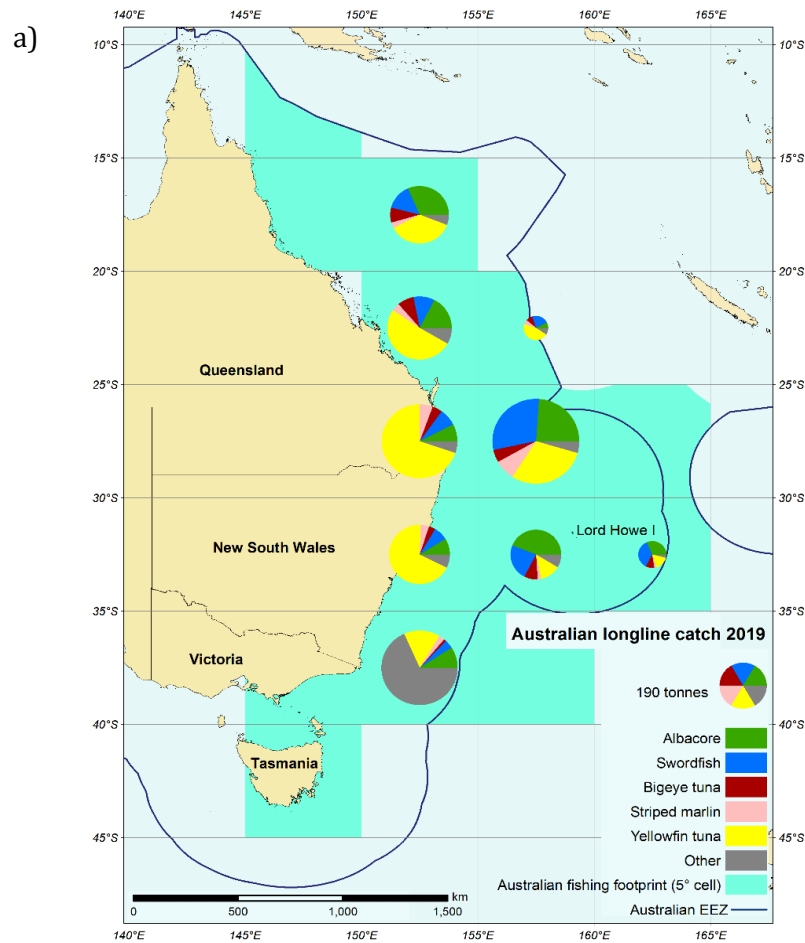 a)
140°E 145°E 150°E 155°E 160°E 165°E
10°S 10°S
15°S 15°S
20°S 20°S
Queensland
25°S 25°S
30°S 30°S
Lord Howe I
New South Wales
35°S 35°S
Australian longline catch 2019
Victoria
190 tonnes
40°S 40°S
Albacore
Swordfish
Tasmania
Bigeye tuna
Striped marlin
Yellowfin tuna
45°S 45°S
Other
Australian fishing footprint (5° cell)
km
0 500 1,000 1,500
Australian EEZ
140°E 145°E 150°E 155°E 160°E 165°E